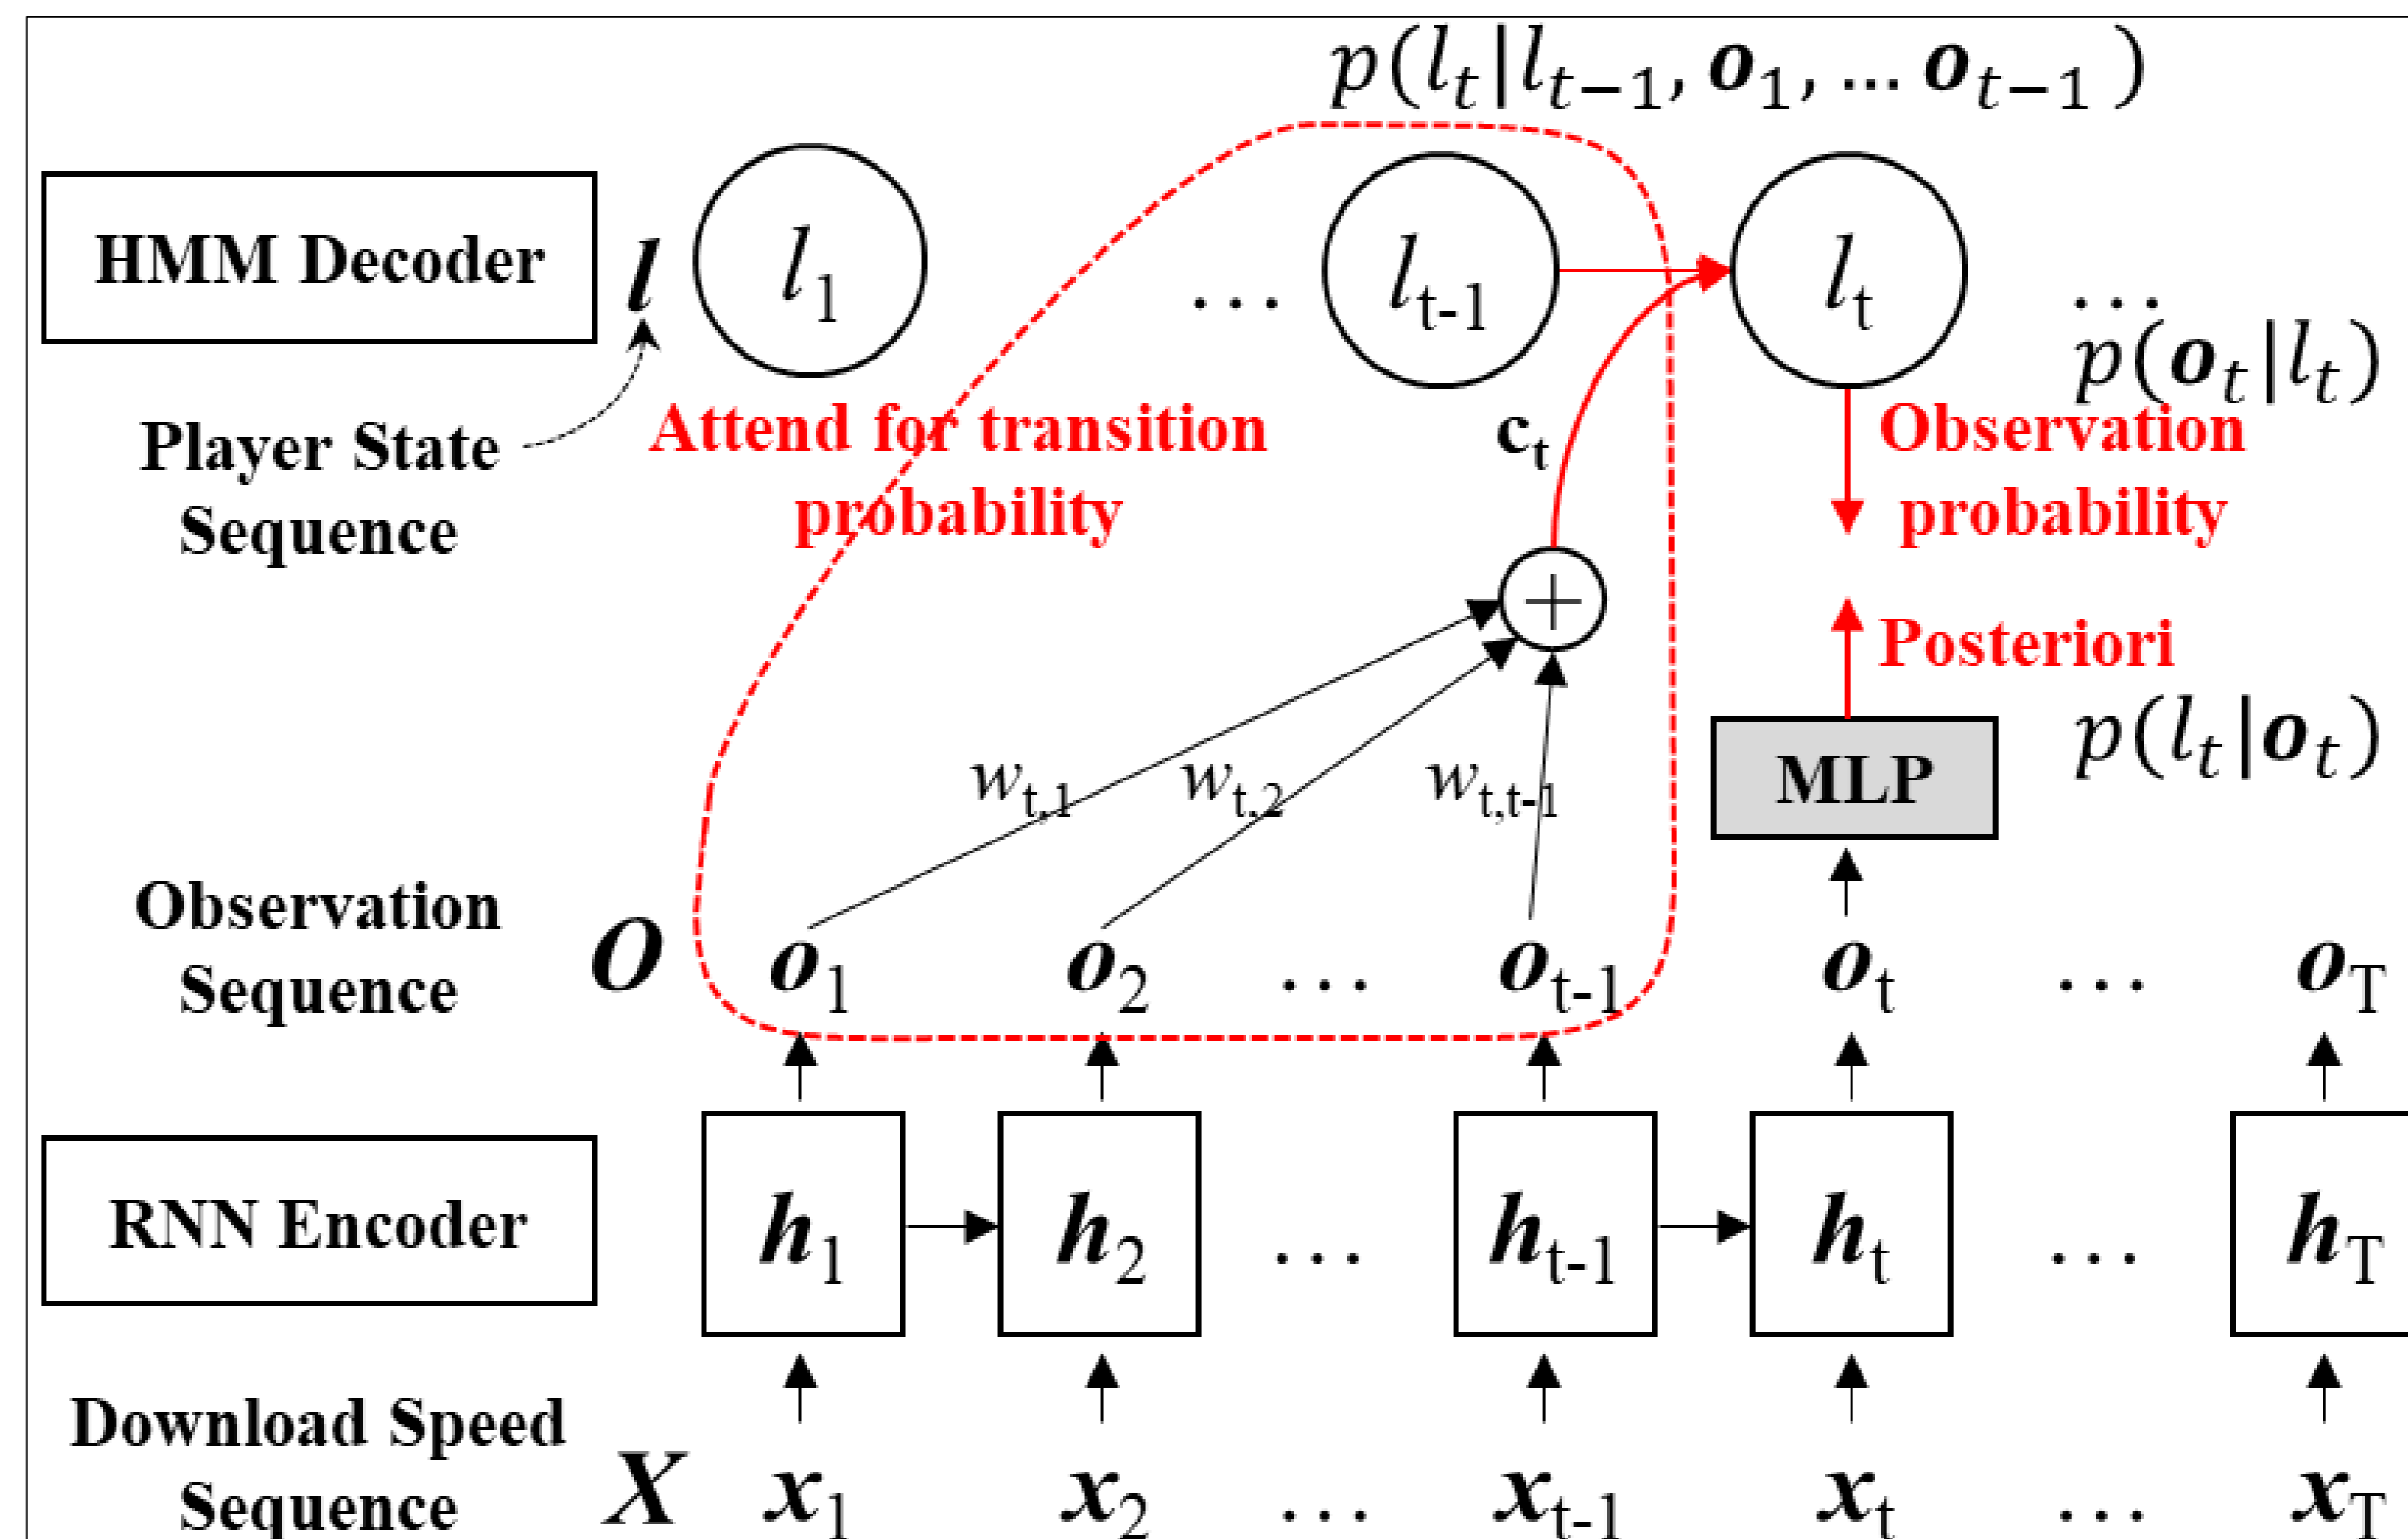 p(l_t|l_{t−1}, o_1, … o_{t−1} )
HMM Decoder
l
l_1
…
l_{t-1}
l_t
…
p(o_t|l_t)
Player State
Sequence
Attend for transition
probability
c_t
Observation
probability
+
Posteriori
p(l_t|o_t)
MLP
w_{t,1}
w_{t,2}
w_{t,t-1}
Observation
Sequence
O o_1 o_2 … o_{t-1} o_t … o_T
RNN Encoder
h_1 h_2 … h_{t-1} h_t … h_T
Download Speed
Sequence
X x_1 x_2 … x_{t-1} x_t … x_T